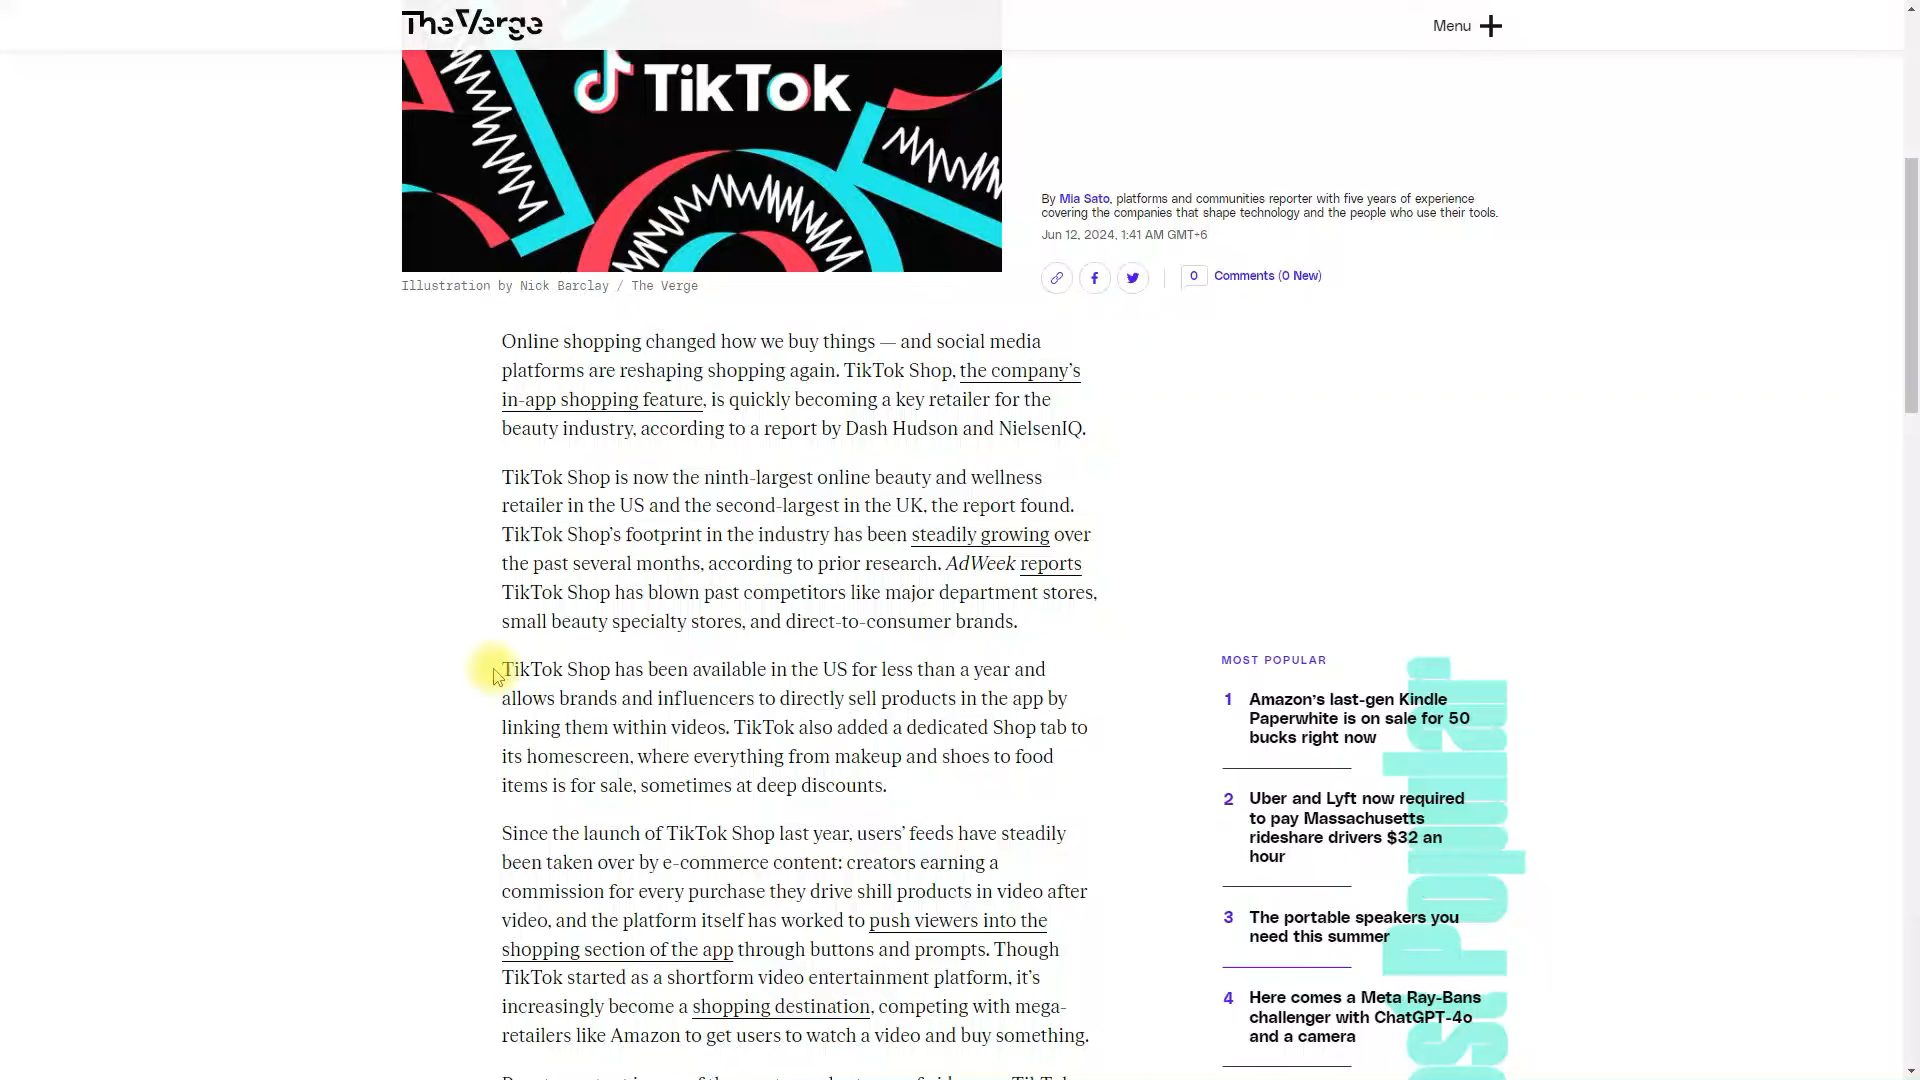 The Verge
Menu
TikTok
By Mia Sato, platforms and communities reporter with five years of experience
covering the companies that shape technology and the people who use their tools.
Jun 12, 2024, 1:41 AM GMT+6
0 Comments (0 New)
Illustration by Nick Barclay / The Verge
Online shopping changed how we buy things — and social media
platforms are reshaping shopping again. TikTok Shop, the company’s
in-app shopping feature, is quickly becoming a key retailer for the
beauty industry, according to a report by Dash Hudson and NielsenIQ.
TikTok Shop is now the ninth-largest online beauty and wellness
retailer in the US and the second-largest in the UK, the report found.
TikTok Shop’s footprint in the industry has been steadily growing over
the past several months, according to prior research. AdWeek reports
TikTok Shop has blown past competitors like major department stores,
small beauty specialty stores, and direct-to-consumer brands.
TikTok Shop has been available in the US for less than a year and
allows brands and influencers to directly sell products in the app by
linking them within videos. TikTok also added a dedicated Shop tab to
its homescreen, where everything from makeup and shoes to food
items is for sale, sometimes at deep discounts.
Since the launch of TikTok Shop last year, users’ feeds have steadily
been taken over by e-commerce content: creators earning a
commission for every purchase they drive shill products in video after
video, and the platform itself has worked to push viewers into the
shopping section of the app through buttons and prompts. Though
TikTok started as a shortform video entertainment platform, it’s
increasingly become a shopping destination, competing with mega-
retailers like Amazon to get users to watch a video and buy something.
MOST POPULAR
1 Amazon’s last-gen Kindle
Paperwhite is on sale for 50
bucks right now
2 Uber and Lyft now required
to pay Massachusetts
rideshare drivers $32 an
hour
3 The portable speakers you
need this summer
4 Here comes a Meta Ray-Bans
challenger with ChatGPT-4o
and a camera
Most Popular